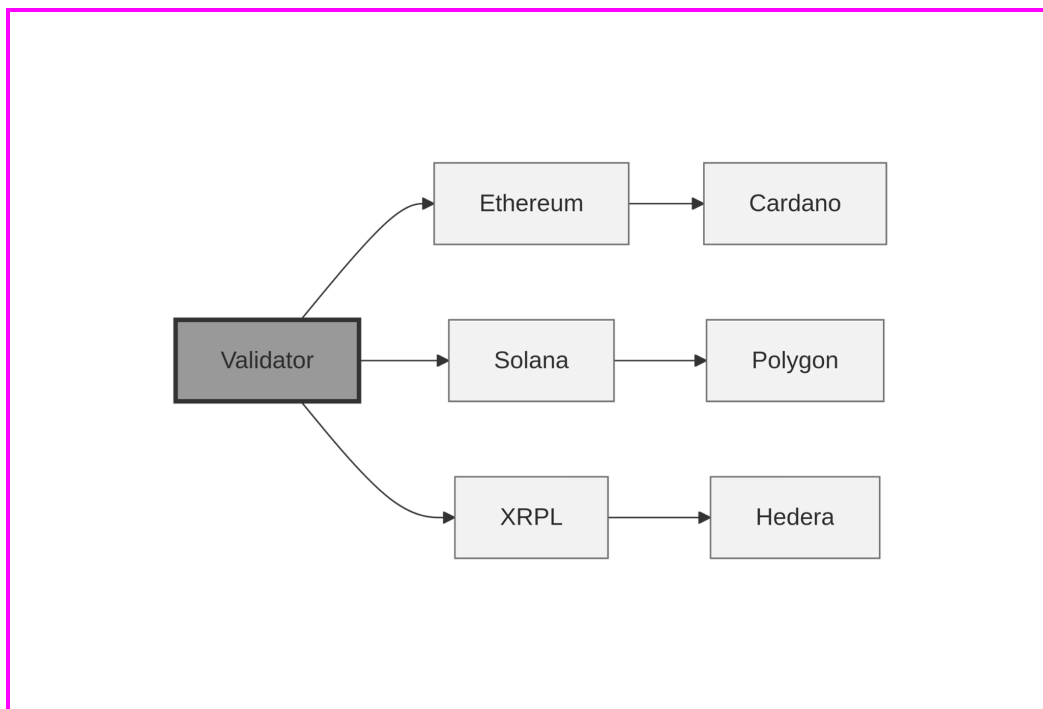 Ethereum
Cardano
Validator
Solana
Polygon
XRPL
Hedera